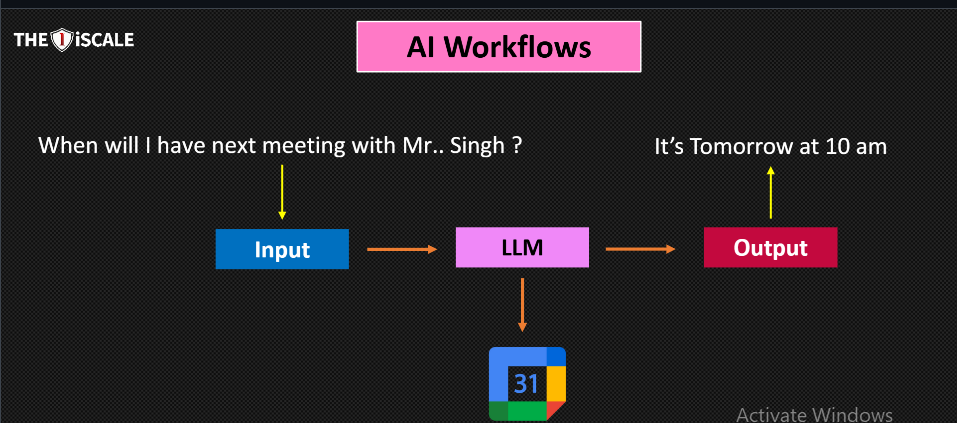 THE iSCALE
AI Workflows
When will I have next meeting with Mr.. Singh ?
It's Tomorrow at 10 am
Input
LLM
Output
31
Activate Windows